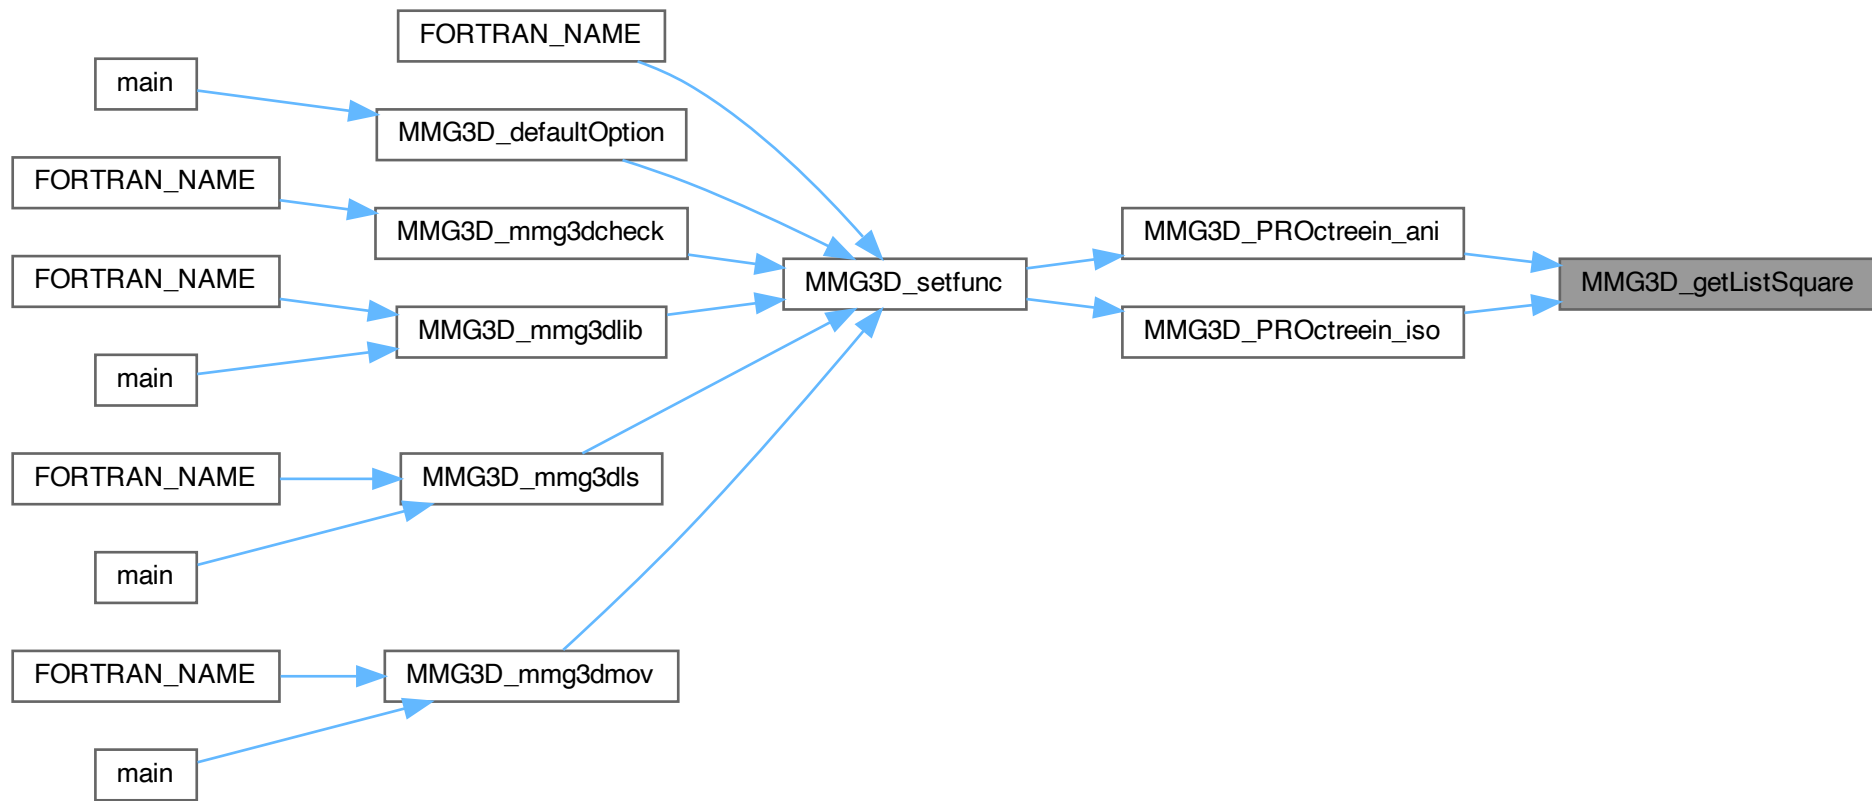 FORTRAN_NAME
main
MMG3D_defaultOption
FORTRAN_NAME
MMG3D_mmg3dcheck
MMG3D_PROctreein_ani
FORTRAN_NAME
MMG3D_setfunc
MMG3D_getListSquare
MMG3D_mmg3dlib
MMG3D_PROctreein_iso
main
FORTRAN_NAME
MMG3D_mmg3dls
main
FORTRAN_NAME
MMG3D_mmg3dmov
main